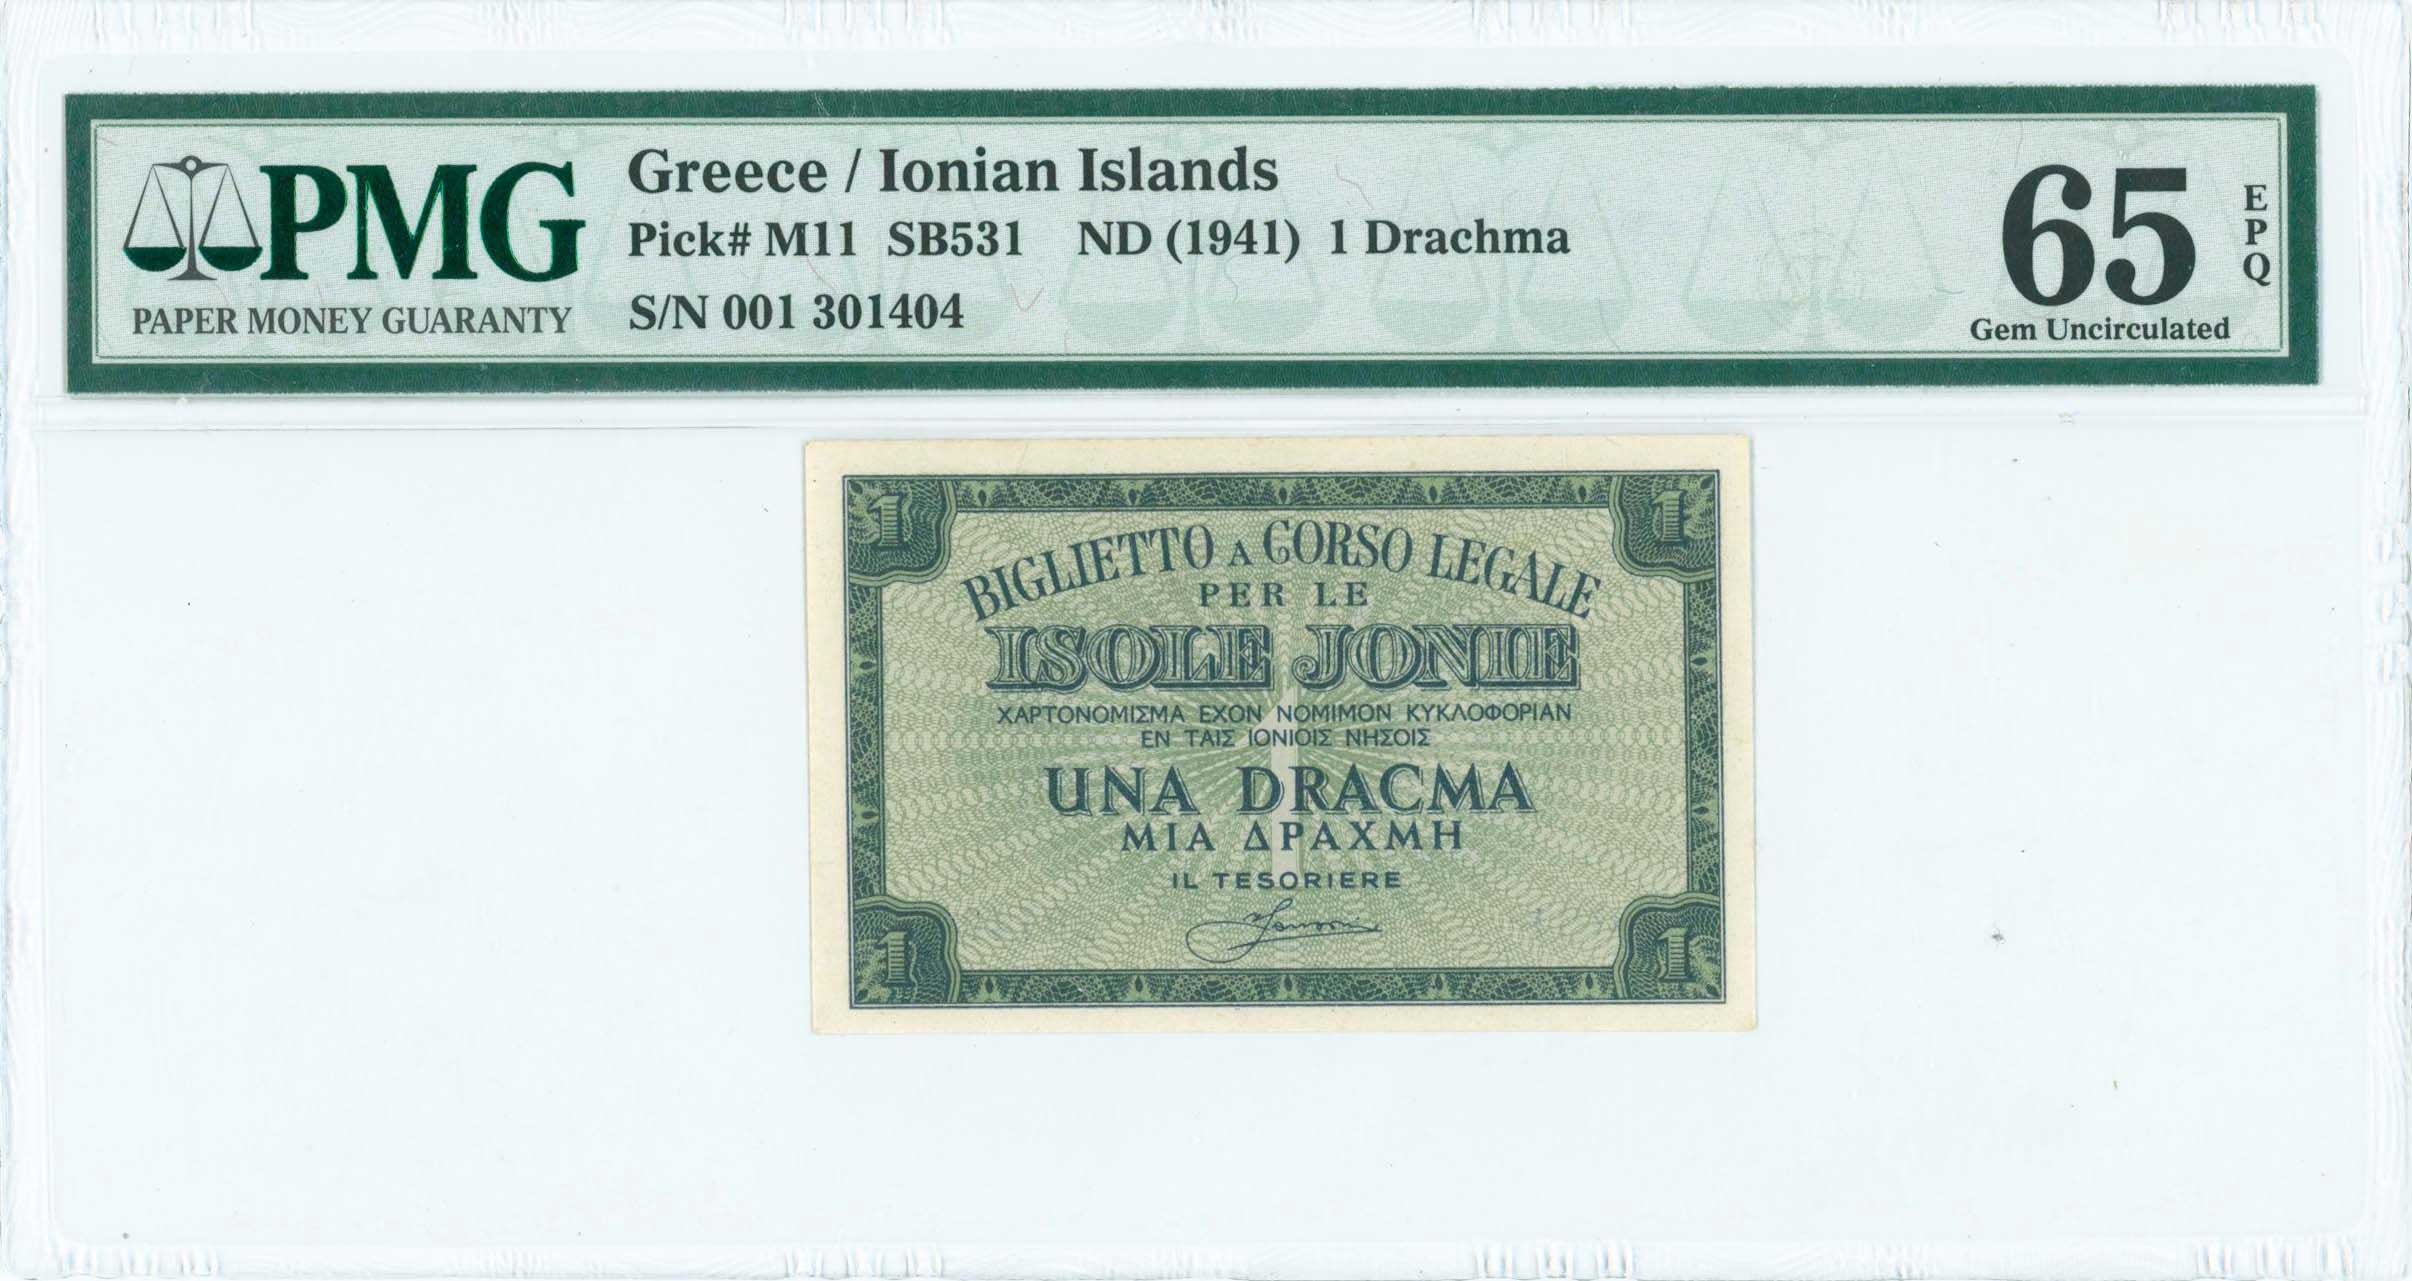 PMG
PAPER MONEY GUARANTY
Greece / Ionian Islands
Pick# M11 SB531 ND (1941) 1 Drachma
S/N 001 301404
65
EPQ
Gem Uncirculated
1 1
BIGLIETTO A CORSO LEGALE
PER LE
ISOLE JONIE
ΧΑΡΤΟΝΟΜΙΣΜΑ ΕΧΟΝ ΝΟΜΙΜΟΝ ΚΥΚΛΟΦΟΡΙΑΝ
ΕΝ ΤΑΙΣ ΙΟΝΙΟΙΣ ΝΗΣΟΙΣ
UNA DRACMA
ΜΙΑ ΔΡΑΧΜΗ
IL TESORIERE
1 1